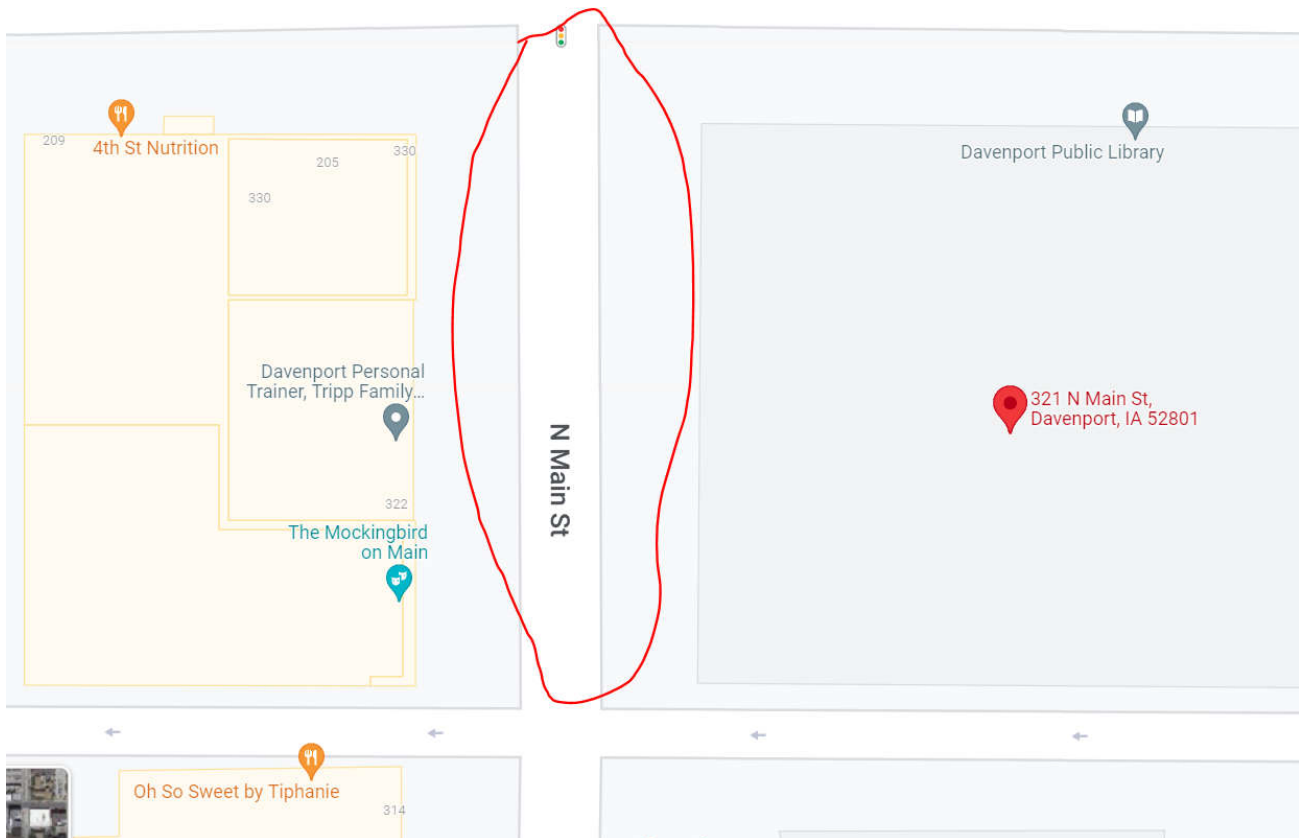 209
4th St Nutrition
205
330
330
Davenport Public Library
Davenport Personal
Trainer, Tripp Family...
322
The Mockingbird
on Main
N Main St
321 N Main St,
Davenport, IA 52801
Oh So Sweet by Tiphanie
314